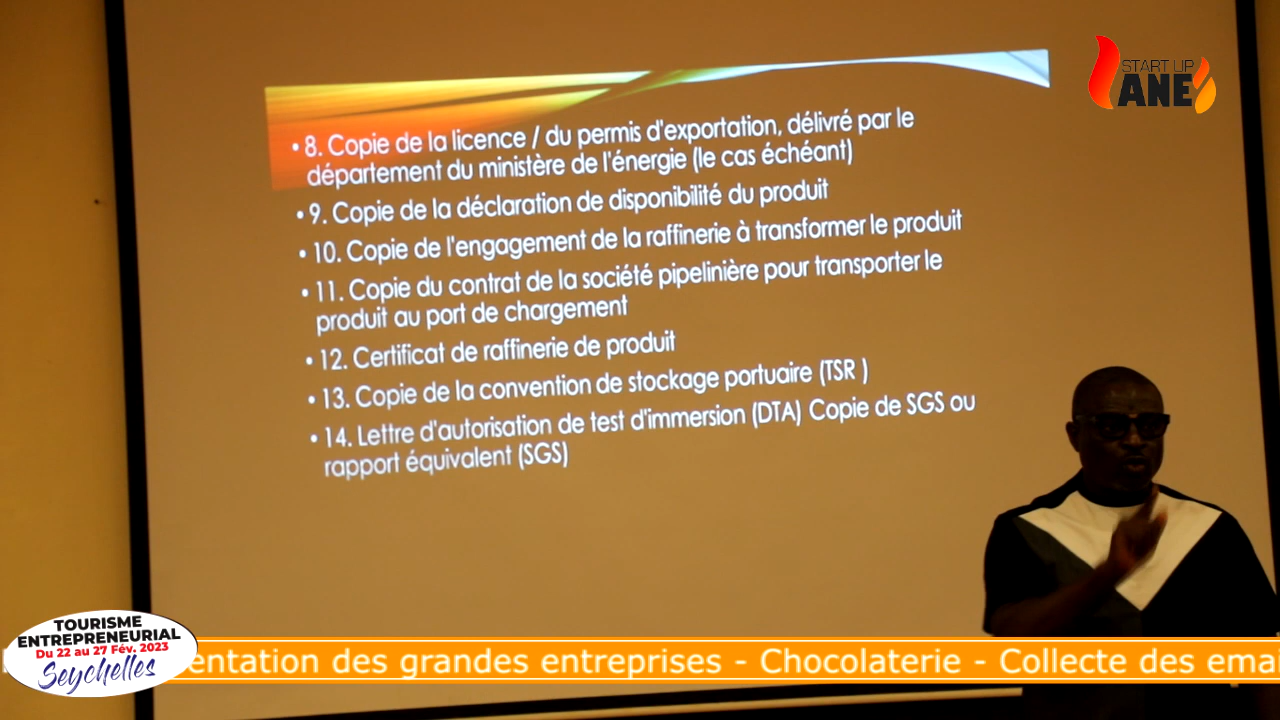 START UP
ANE
• 8. Copie de la licence / du permis d'exportation, délivré par le
département du ministère de l'énergie (le cas échéant)
• 9. Copie de la déclaration de disponibilité du produit
• 10. Copie de l'engagement de la raffinerie à transformer le produit
• 11. Copie du contrat de la société pipelinière pour transporter le
produit au port de chargement
• 12. Certificat de raffinerie de produit
• 13. Copie de la convention de stockage portuaire (TSR )
• 14. Lettre d'autorisation de test d'immersion (DTA) Copie de SGS ou
rapport équivalent (SGS)
TOURISME
ENTREPRENEURIAL
Du 22 au 27 Fév. 2023
Seychelles
entation des grandes entreprises - Chocolaterie - Collecte des emai